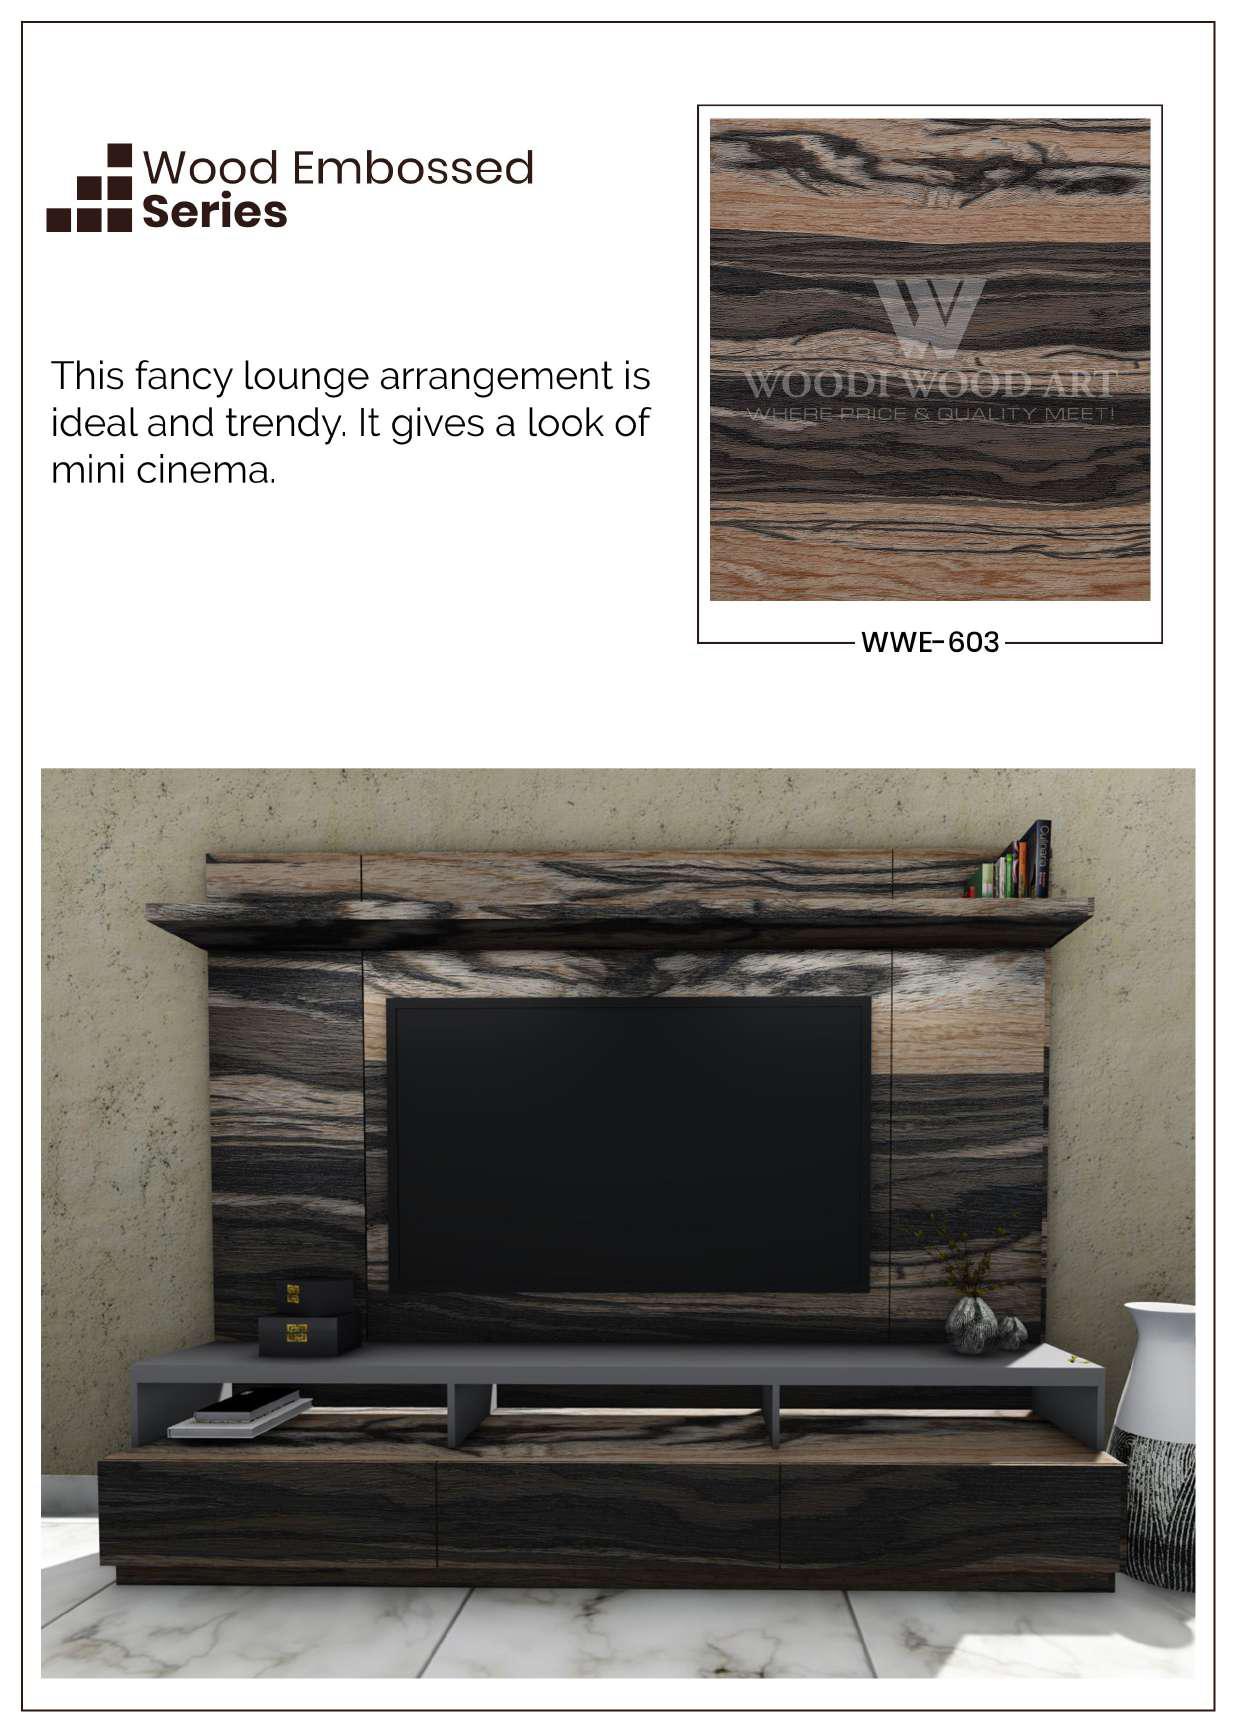 Wood Embossed
Series
This fancy lounge arrangement is
ideal and trendy. It gives a look of
mini cinema.
W
WOODI WOOD ART
WHERE PRICE & QUALITY MEET!
WWE-603